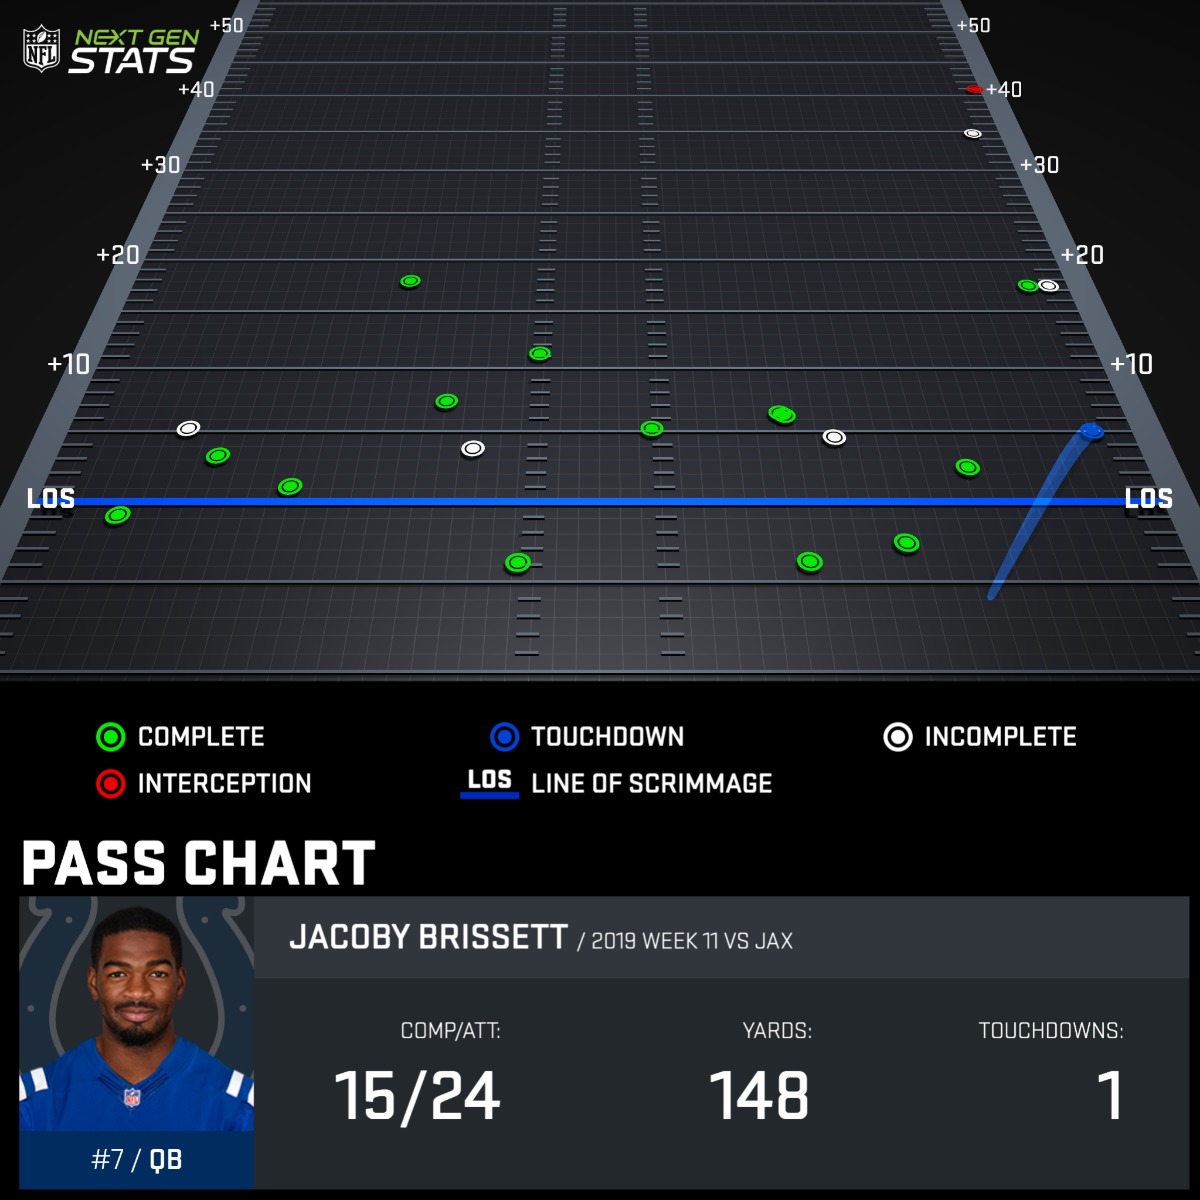 NFL
NEXT GEN
STATS
+50 +50
+40 +40
+30 +30
+20 +20
+10 +10
LOS LOS
COMPLETE TOUCHDOWN INCOMPLETE
INTERCEPTION LOS LINE OF SCRIMMAGE
PASS CHART
JACOBY BRISSETT / 2019 WEEK 11 VS JAX
COMP/ATT: YARDS: TOUCHDOWNS:
15/24 148 1
#7 / QB